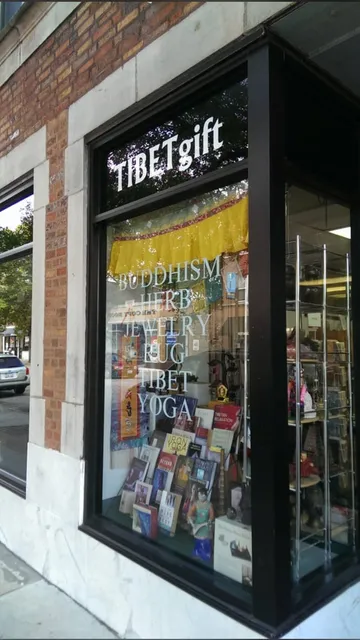 TIBETgift
BUDDHISM
HERB
JEWELRY
RUG
TIBET
YOGA